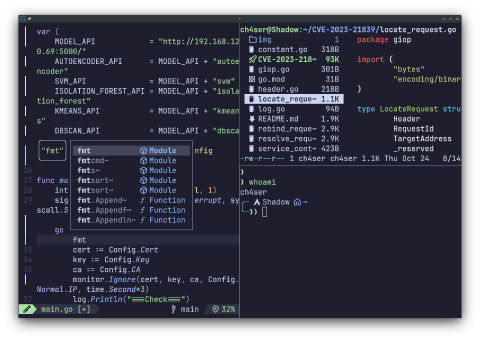 var (
MODEL_API = "http://192.168.12
0.69:5000/"
AUTOENCODER_API = MODEL_API + "autoe
ncoder"
SVM_API = MODEL_API + "svm"
ISOLATION_FOREST_API = MODEL_API + "isola
tion_forest"
KMEANS_API = MODEL_API + "kmean
s"
DBSCAN_API = MODEL_API + "dbsca
"fmt"
nfig
fmt Module
fmtcmd~ Module
fmts~ Module
fmtsort~ Module
fmtsort~ Module
fmt.Append~ Function
fmt.Appendf~ Function
fmt.Appendln~ Function
26
func ma
int l, 1)
sig errupt, sy
scall.S
go
fmt
33 cert := Config.Cert
34 key := Config.Key
35 ca := Config.CA
36 monitor.Ignore(cert, key, ca, Config.
Normal.IP, time.Second*3)
37 log.Println("===Check===")
main.go [+] main 32%
ch4ser@Shadow:~/CVE-2023-21839/locate_request.go
img 1
constant.go 318B
CVE-2023-218~ 93K
giop.go 301B
go.mod 31B
header.go 218B
locate_reque~ 1.1K
log.go 94B
README.md 1.9K
rebind_reque~ 2.9K
resolve_requ~ 2.9K
service_cont~ 423B
package giop
import (
"bytes"
"encoding/binar
)
type LocateRequest stru
Header
RequestId
TargetAddress
_reserved
-rw-r--r-- 1 ch4ser ch4ser 1.1K Thu Oct 24 8/14
whoami
ch4ser
Shadow ~